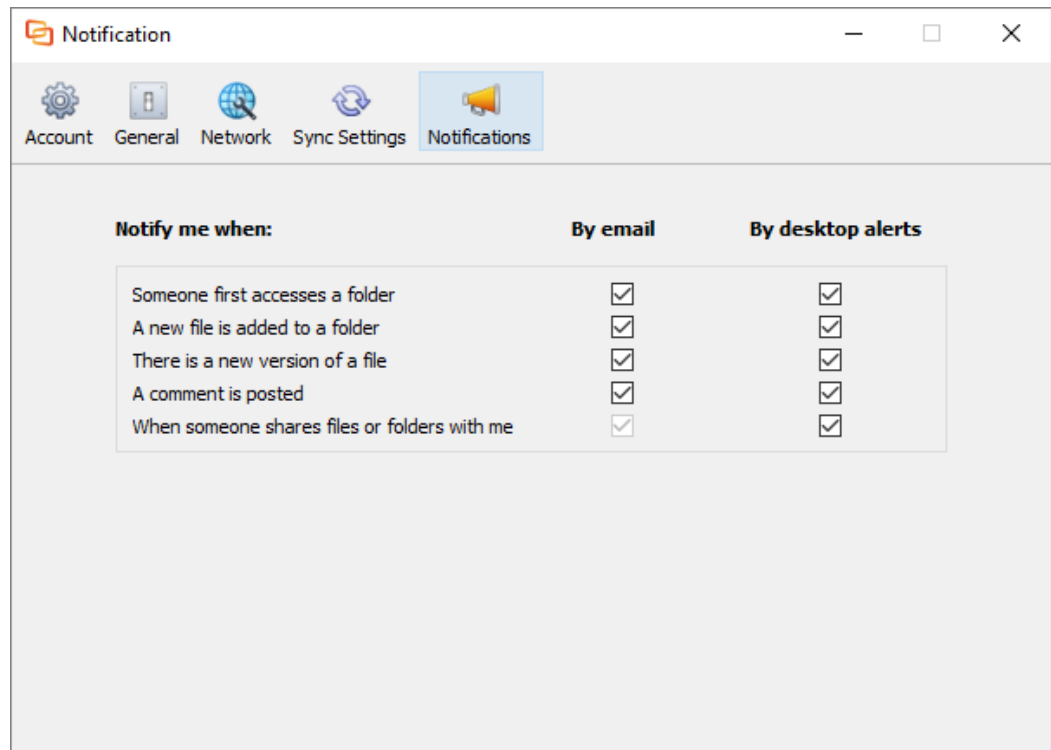 Notification
Account General Network Sync Settings Notifications
Notify me when: By email By desktop alerts
Someone first accesses a folder
A new file is added to a folder
There is a new version of a file
A comment is posted
When someone shares files or folders with me